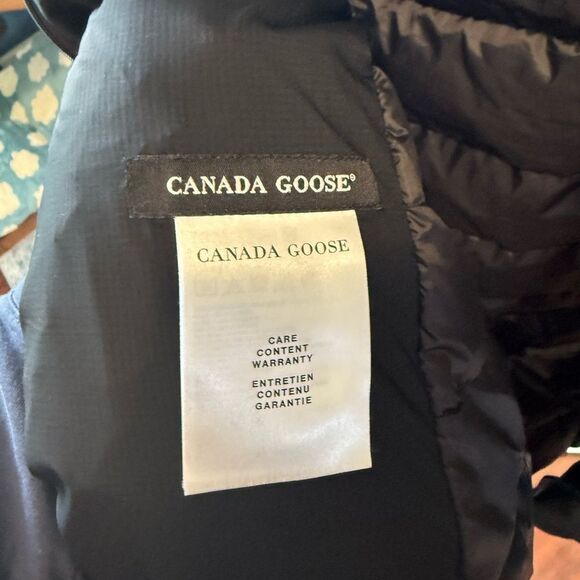 CANADA GOOSE®
CANADA GOOSE
CARE
CONTENT
WARRANTY
ENTRETIEN
CONTENU
GARANTIE